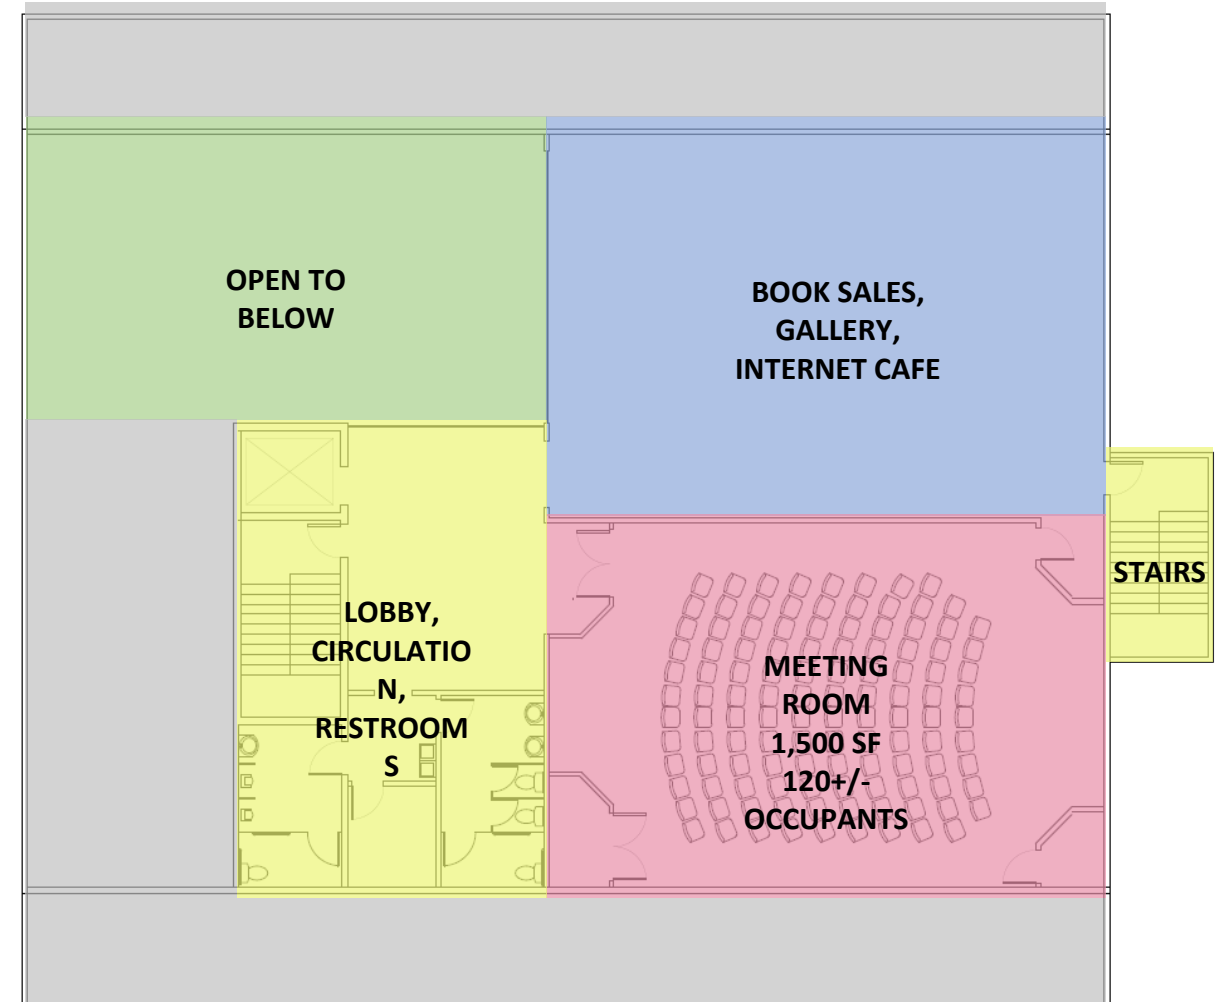 OPEN TO
BELOW
BOOK SALES,
GALLERY,
INTERNET CAFE
STAIRS
LOBBY,
CIRCULATIO
N,
RESTROOM
S
MEETING
ROOM
1,500 SF
120+/-
OCCUPANTS